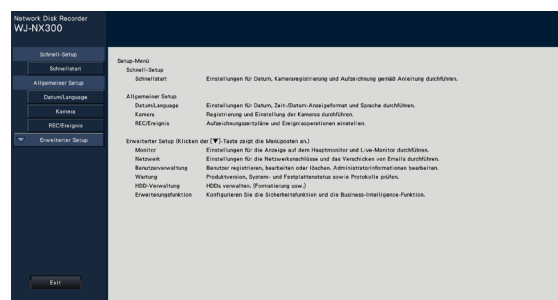 Network Disk Recorder
WJ-NX300
Schnell-Setup
Schnellstart
Allgemeiner Setup
Datum/Language
Kamera
REC/Ereignis
Erweiterter Setup
Exit
Setup-Menü
Schnell-Setup
Schnellstart Einstellungen für Datum, Kameraregistrierung und Aufzeichnung gemäß Anleitung durchführen.
Allgemeiner Setup
Datum/Language Einstellungen für Datum, Zeit-/Datum-Anzeigeformat und Sprache durchführen.
Kamera Registrierung und Einstellung der Kameras durchführen.
REC/Ereignis Aufzeichnungszeitpläne und Ereignisoperationen einstellen.
Erweiterter Setup (Klicken der [▼]-Taste zeigt die Menüposten an.)
Monitor Einstellungen für die Anzeige auf dem Hauptmonitor und Live-Monitor durchführen.
Netzwerk Einstellungen für die Netzwerkanschlüsse und das Verschicken von Emails durchführen.
Benutzerverwaltung Benutzer registrieren, bearbeiten oder löschen. Administratorinformationen bearbeiten.
Wartung Produktversion, System- und Festplattenstatus sowie Protokolle prüfen.
HDD-Verwaltung HDDs verwalten. (Formatierung usw.)
Erweiterungsfunktion Konfigurieren Sie die Sicherheitsfunktion und die Business-Intelligence-Funktion.